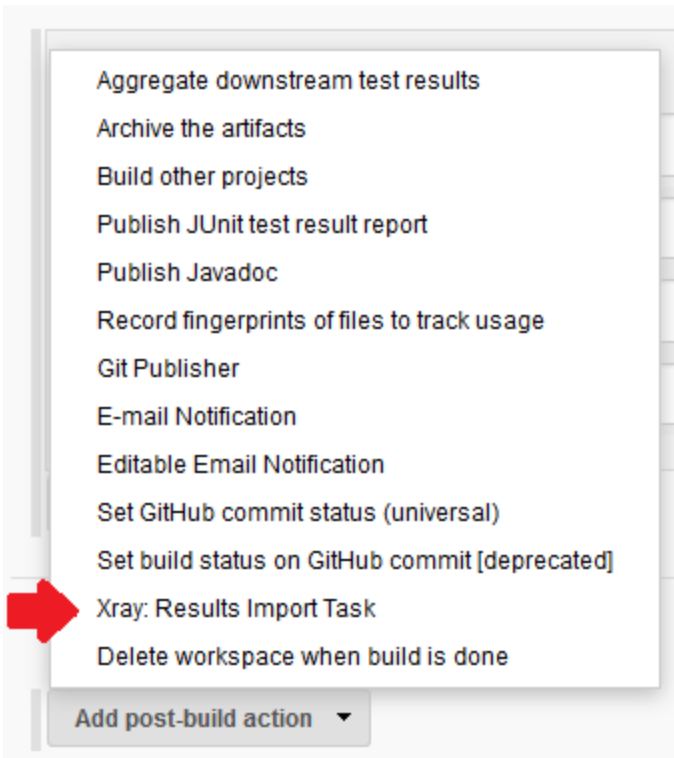 Aggregate downstream test results
Archive the artifacts
Build other projects
Publish JUnit test result report
Publish Javadoc
Record fingerprints of files to track usage
Git Publisher
E-mail Notification
Editable Email Notification
Set GitHub commit status (universal)
Set build status on GitHub commit [deprecated]
Xray: Results Import Task
Delete workspace when build is done
Add post-build action